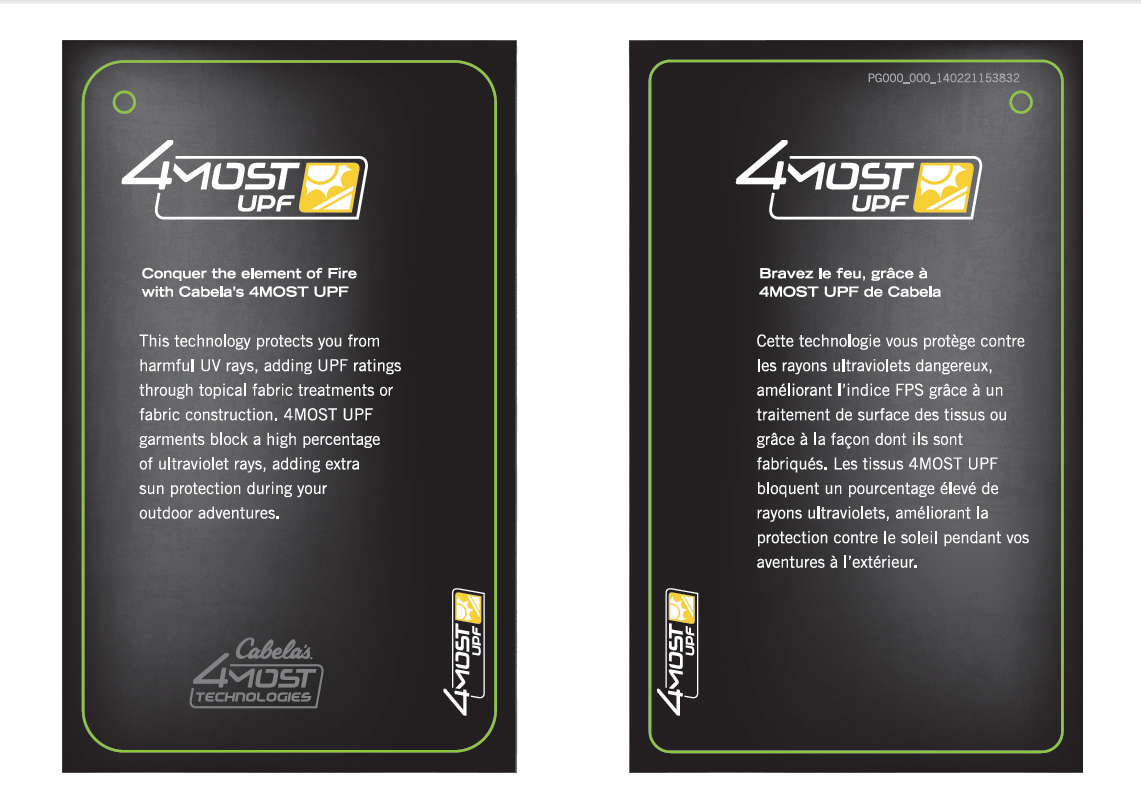 4MOST
UPF
Conquer the element of Fire
with Cabela's 4MOST UPF
This technology protects you from
harmful UV rays, adding UPF ratings
through topical fabric treatments or
fabric construction. 4MOST UPF
garments block a high percentage
of ultraviolet rays, adding extra
sun protection during your
outdoor adventures.
4MOST
UPF
Cabela's
4MOST
TECHNOLOGIES
PG000_000_140221153832
4MOST
UPF
Bravez le feu, grâce à
4MOST UPF de Cabela
Cette technologie vous protège contre
les rayons ultraviolets dangereux,
améliorant l'indice FPS grâce à un
traitement de surface des tissus ou
grâce à la façon dont ils sont
fabriqués. Les tissus 4MOST UPF
bloquent un pourcentage élevé de
rayons ultraviolets, améliorant la
protection contre le soleil pendant vos
aventures à l'extérieur.
4MOST
UPF